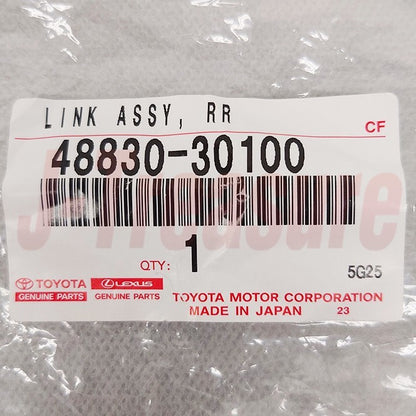 LINK ASSY, RR
CF
48830-30100
J-Treasure
QTY: 1
5G25
TOYOTA GENUINE PARTS
LEXUS GENUINE PARTS
TOYOTA MOTOR CORPORATION
MADE IN JAPAN 23